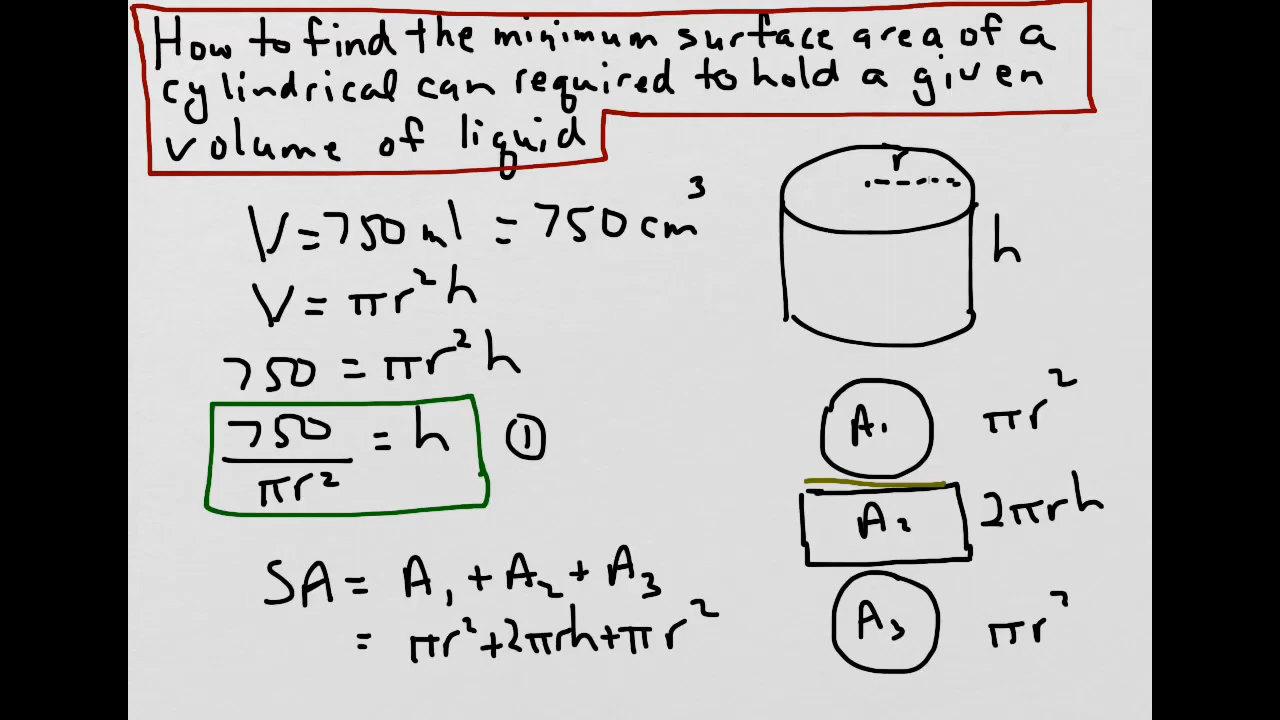 How to find the minimum surface area of a
cylindrical can required to hold a given
volume of liquid
V = 750 ml = 750 cm³
V = πr²h
750 = πr²h
750/πr² = h ①
SA = A₁ + A₂ + A₃
= πr² + 2πrh + πr²
r
h
A₁ πr²
A₂ 2πrh
A₃ πr²